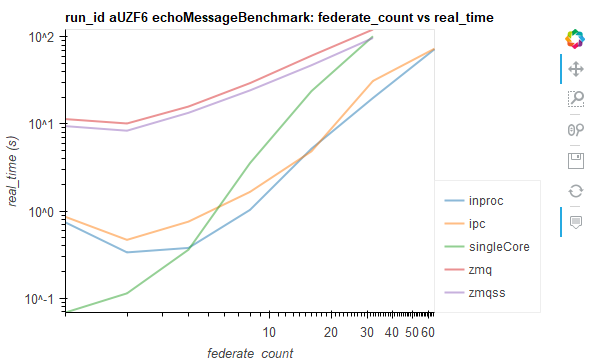 run_id aUZF6 echoMessageBenchmark: federate_count vs real_time
10^2
10^1
10^0
10^-1
real_time (s)
10
20
30
40
50
60
federate_count
inproc
ipc
singleCore
zmq
zmqss